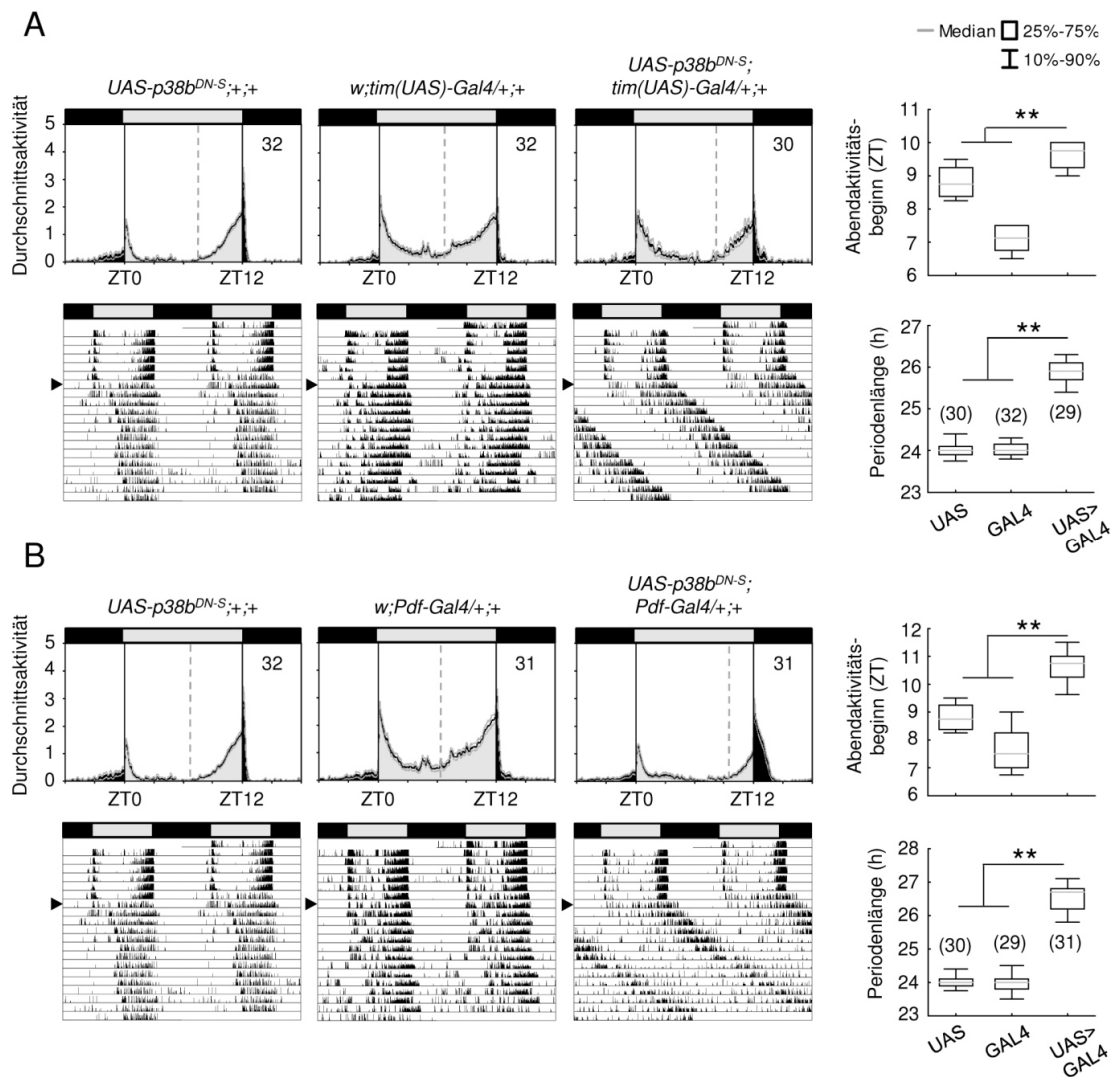 A
Median 25%-75%
10%-90%
UAS-p38b^DN-S;+;+
w;tim(UAS)-Gal4/+;+
UAS-p38b^DN-S;
tim(UAS)-Gal4/+;+
Durchschnittsaktivität
5
4
3
2
1
0
32
32
30
ZT0 ZT12
ZT0 ZT12
ZT0 ZT12
Abendaktivitäts-
beginn (ZT)
11
10
9
8
7
6
**
Periodenlänge (h)
27
26
25
24
23
**
(30) (32) (29)
UAS
GAL4
UAS>
GAL4
B
UAS-p38b^DN-S;+;+
w;Pdf-Gal4/+;+
UAS-p38b^DN-S;
Pdf-Gal4/+;+
Durchschnittsaktivität
5
4
3
2
1
0
32
31
31
ZT0 ZT12
ZT0 ZT12
ZT0 ZT12
Abendaktivitäts-
beginn (ZT)
12
11
10
9
8
7
6
**
Periodenlänge (h)
28
27
26
25
24
23
**
(30) (29) (31)
UAS
GAL4
UAS>
GAL4